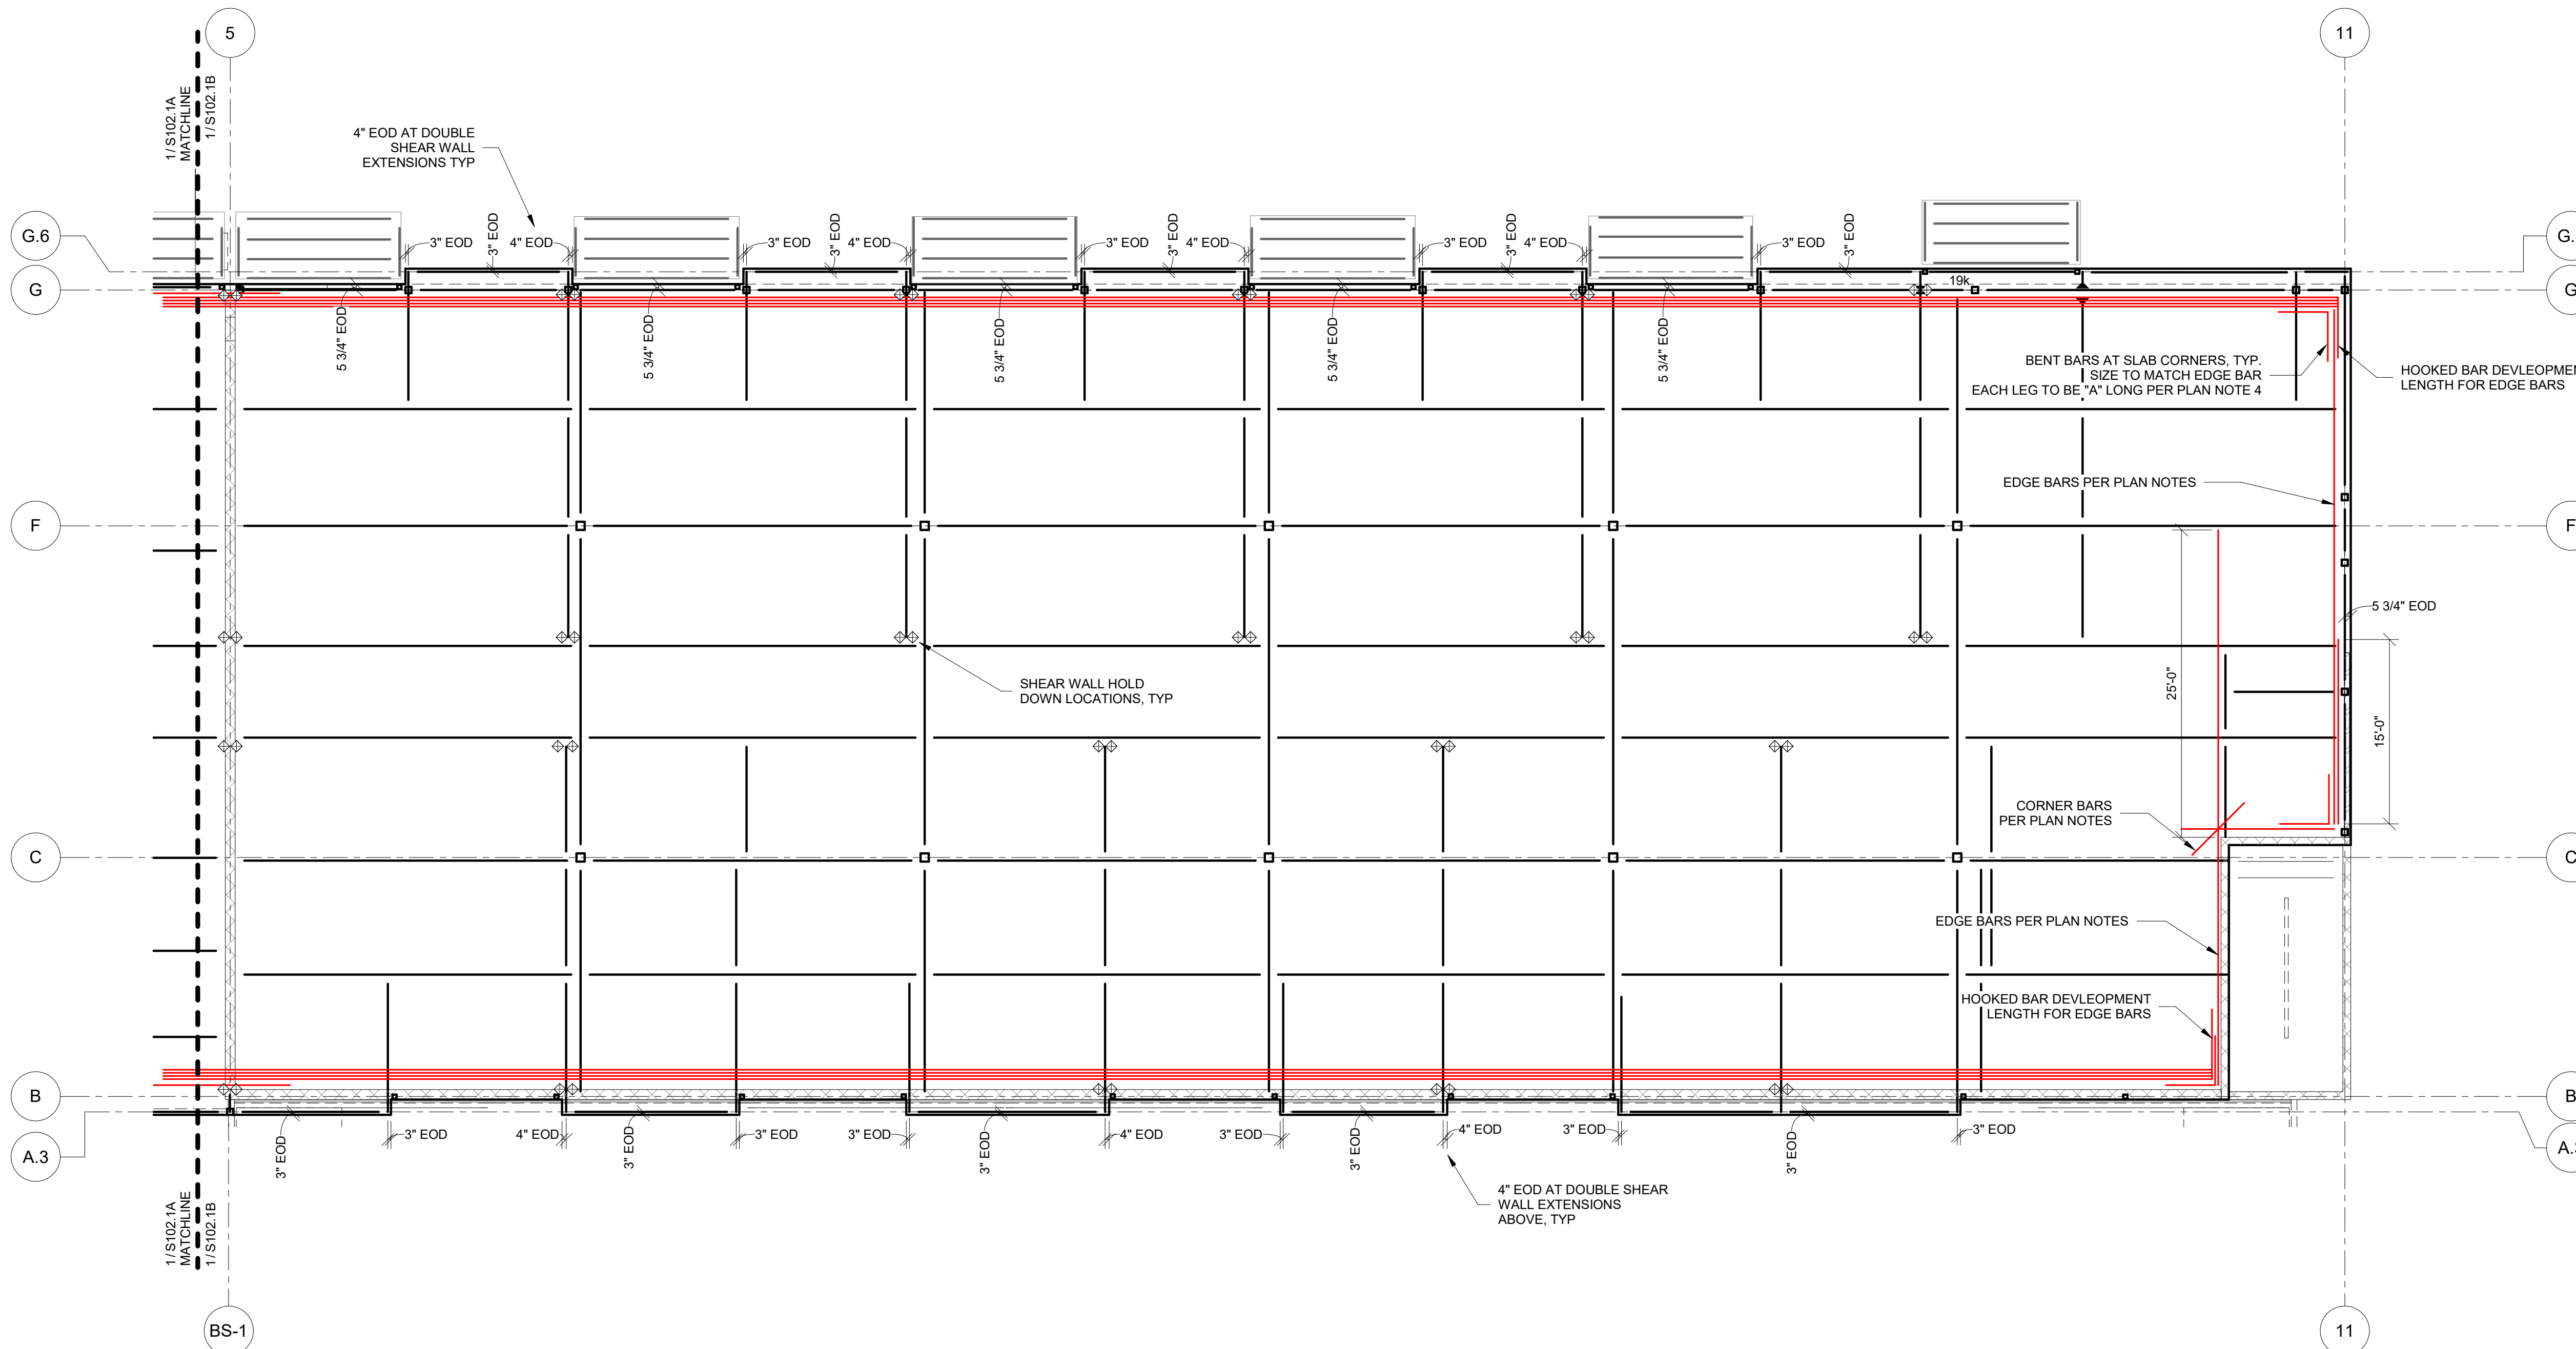 5
11
1/ S102.1A
MATCHLINE
1/ S102.1B
4" EOD AT DOUBLE
SHEAR WALL
EXTENSIONS TYP
G.6
G.
3" EOD
3" EOD
4" EOD
3" EOD
3" EOD
4" EOD
3" EOD
3" EOD
4" EOD
3" EOD
3" EOD
4" EOD
3" EOD
3" EOD
G
19k
G
5 3/4" EOD
5 3/4" EOD
5 3/4" EOD
5 3/4" EOD
5 3/4" EOD
BENT BARS AT SLAB CORNERS, TYP.
SIZE TO MATCH EDGE BAR
EACH LEG TO BE "A" LONG PER PLAN NOTE 4
HOOKED BAR DEVLEOPMEN
LENGTH FOR EDGE BARS
EDGE BARS PER PLAN NOTES
F
F
5 3/4" EOD
25'-0"
15'-0"
SHEAR WALL HOLD
DOWN LOCATIONS, TYP
CORNER BARS
PER PLAN NOTES
C
C
EDGE BARS PER PLAN NOTES
HOOKED BAR DEVLEOPMENT
LENGTH FOR EDGE BARS
B
B
3" EOD
3" EOD
4" EOD
3" EOD
3" EOD
3" EOD
3" EOD
4" EOD
3" EOD
3" EOD
4" EOD
3" EOD
3" EOD
3" EOD
A.3
A.
4" EOD AT DOUBLE SHEAR
WALL EXTENSIONS
ABOVE, TYP
1/ S102.1A
MATCHLINE
1/ S102.1B
BS-1
11